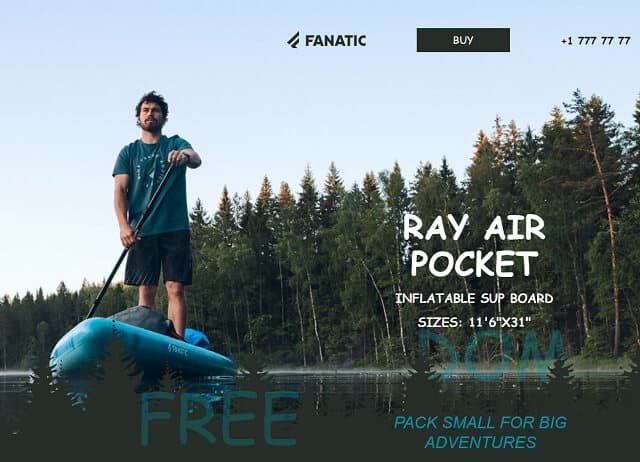 FANATIC
BUY
+1 777 77 77
RAY AIR
POCKET
INFLATABLE SUP BOARD
SIZES: 11'6"X31"
FANATIC
FREE
DOM
PACK SMALL FOR BIG
ADVENTURES